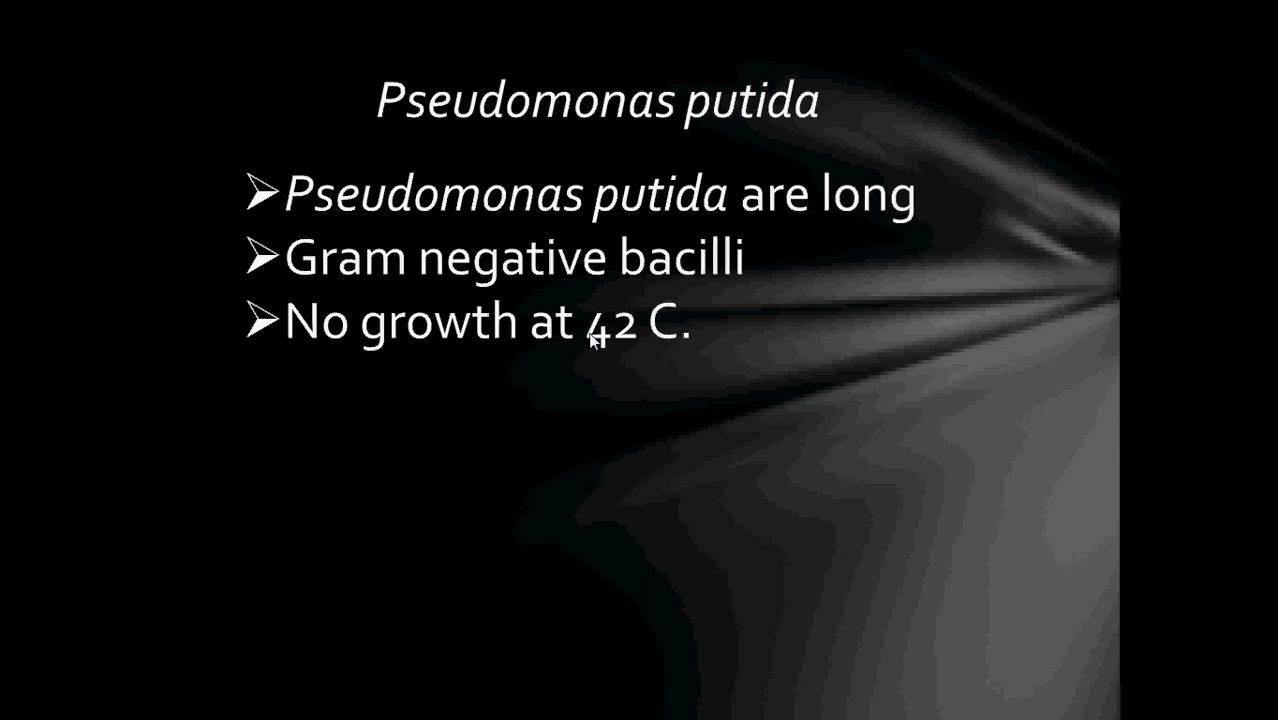 Pseudomonas putida
➢Pseudomonas putida are long
➢Gram negative bacilli
➢No growth at 42 C.